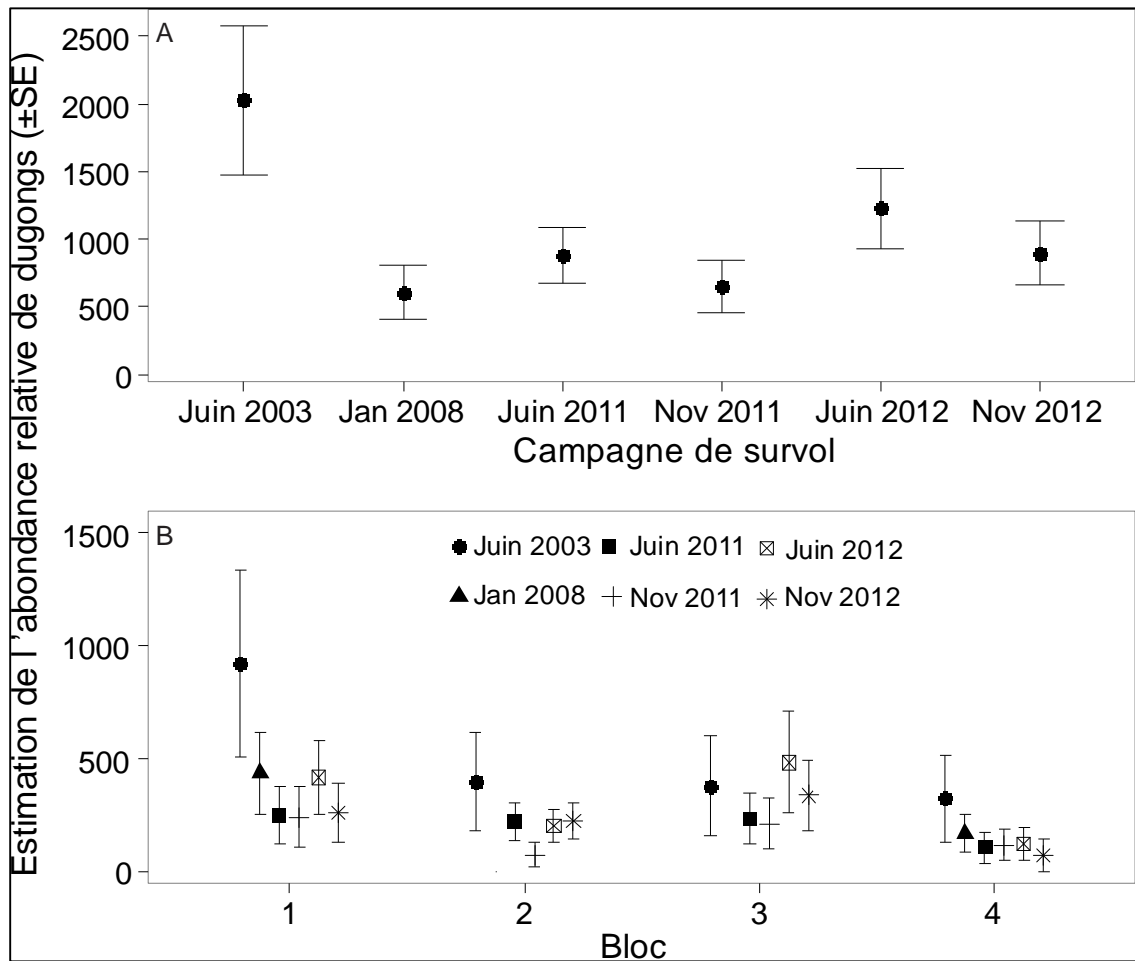 Estimation de l 'abondance relative de dugongs (±SE)
A
2500
2000
1500
1000
500
0
Juin 2003 Jan 2008 Juin 2011 Nov 2011 Juin 2012 Nov 2012
Campagne de survol
B
1500
1000
500
0
Juin 2003 Juin 2011 Juin 2012
Jan 2008 Nov 2011 Nov 2012
1 2 3 4
Bloc